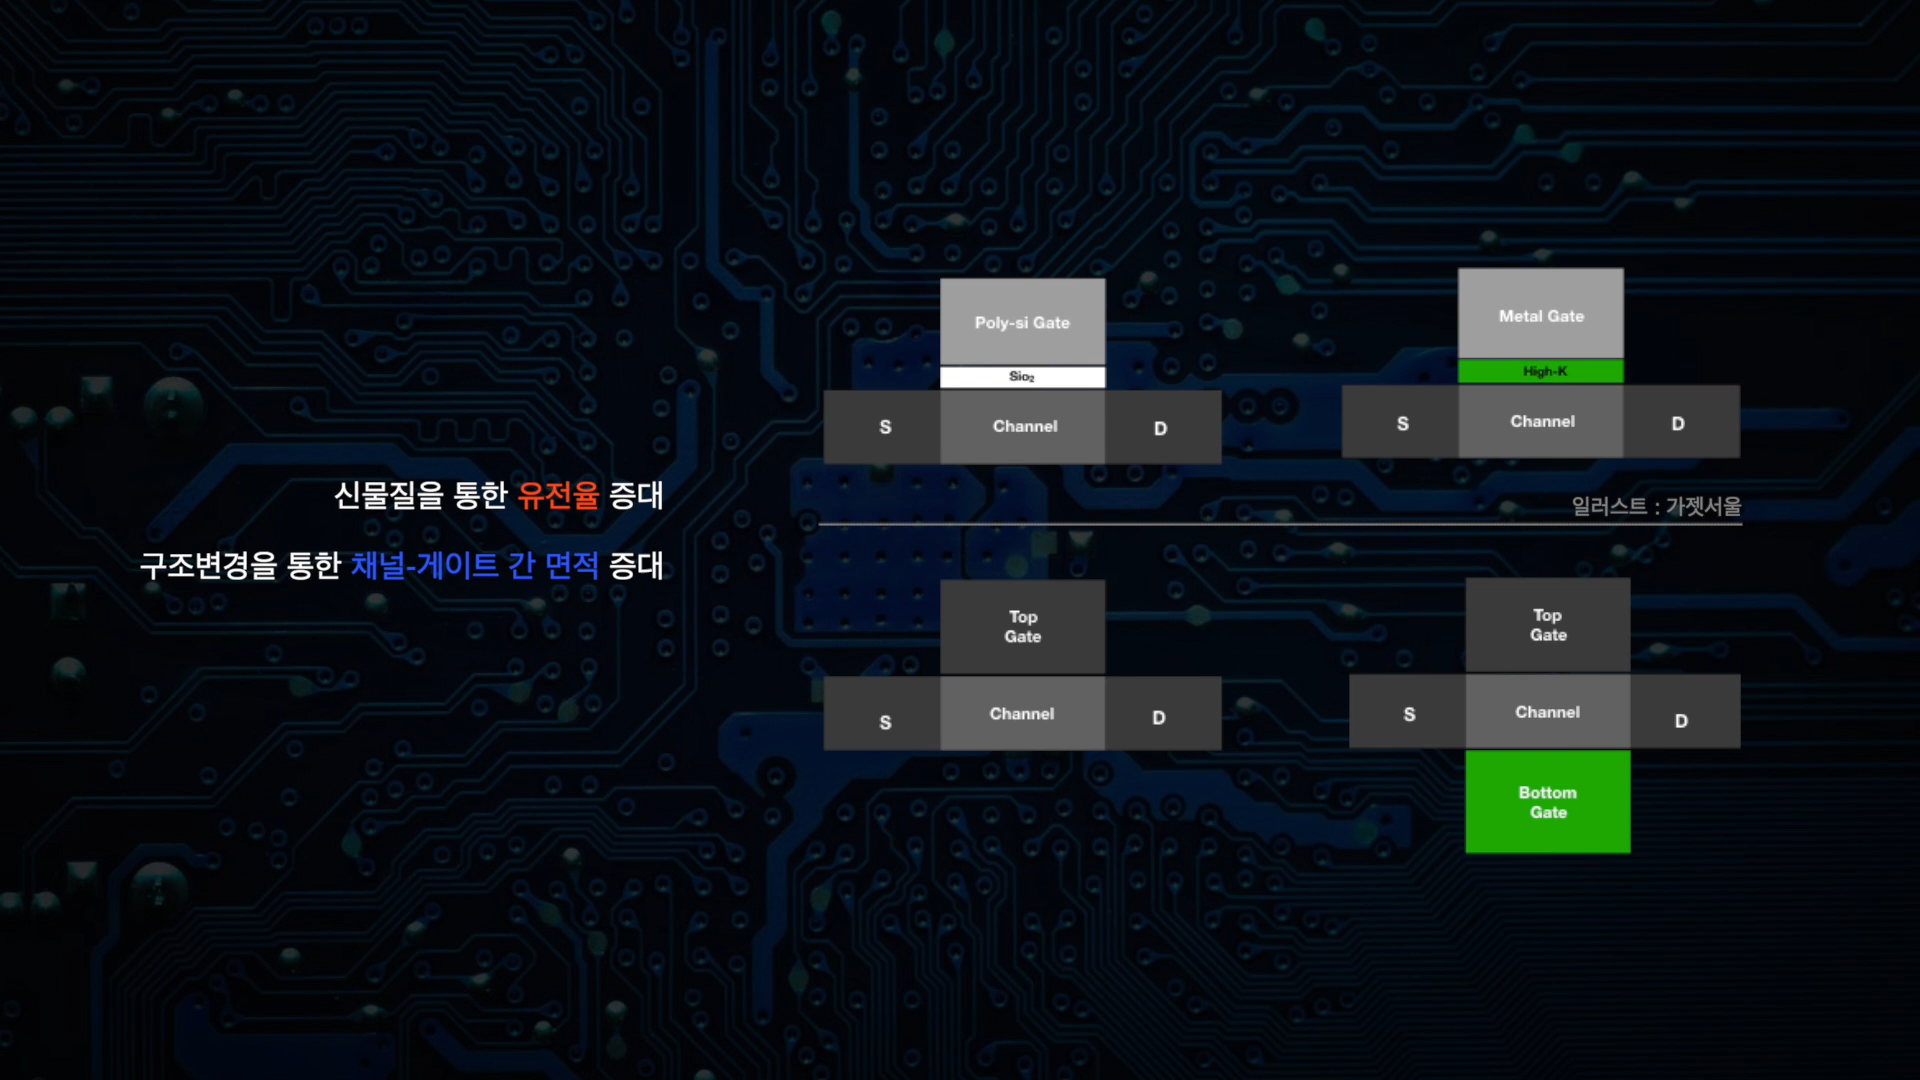 신물질을 통한 유전율 증대
구조변경을 통한 채널-게이트 간 면적 증대
Poly-si Gate
Sio₂
S
Channel
D
Metal Gate
High-K
S
Channel
D
일러스트 : 가젯서울
Top
Gate
S
Channel
D
Top
Gate
S
Channel
D
Bottom
Gate